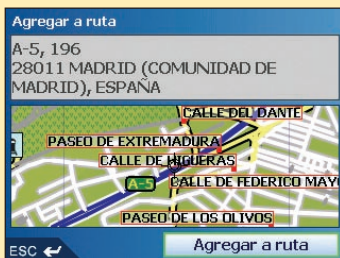 Agregar a ruta
A-5, 196
28011 MADRID (COMUNIDAD DE
MADRID), ESPAÑA
CALLE DEL DANTE
PASEO DE EXTREMADURA
CALLE DE HIGUERAS
A-5 CALLE DE FEDERICO MAYO
PASEO DE LOS OLIVOS
ESC Agregar a ruta